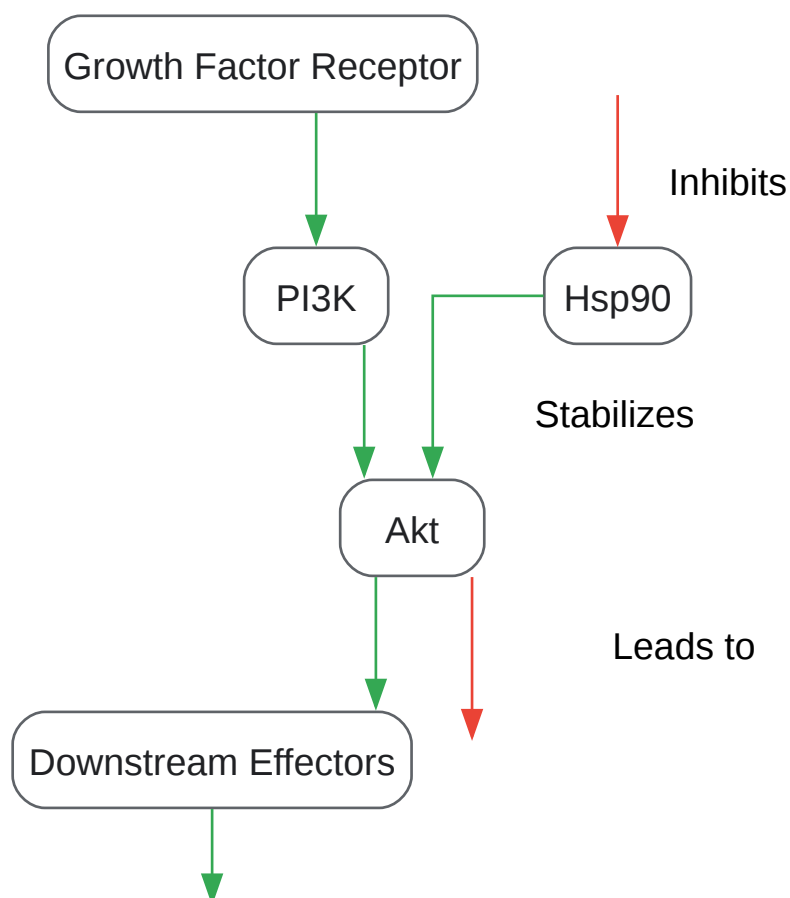 Growth Factor Receptor
Inhibits
PI3K
Hsp90
Stabilizes
Akt
Leads to
Downstream Effectors